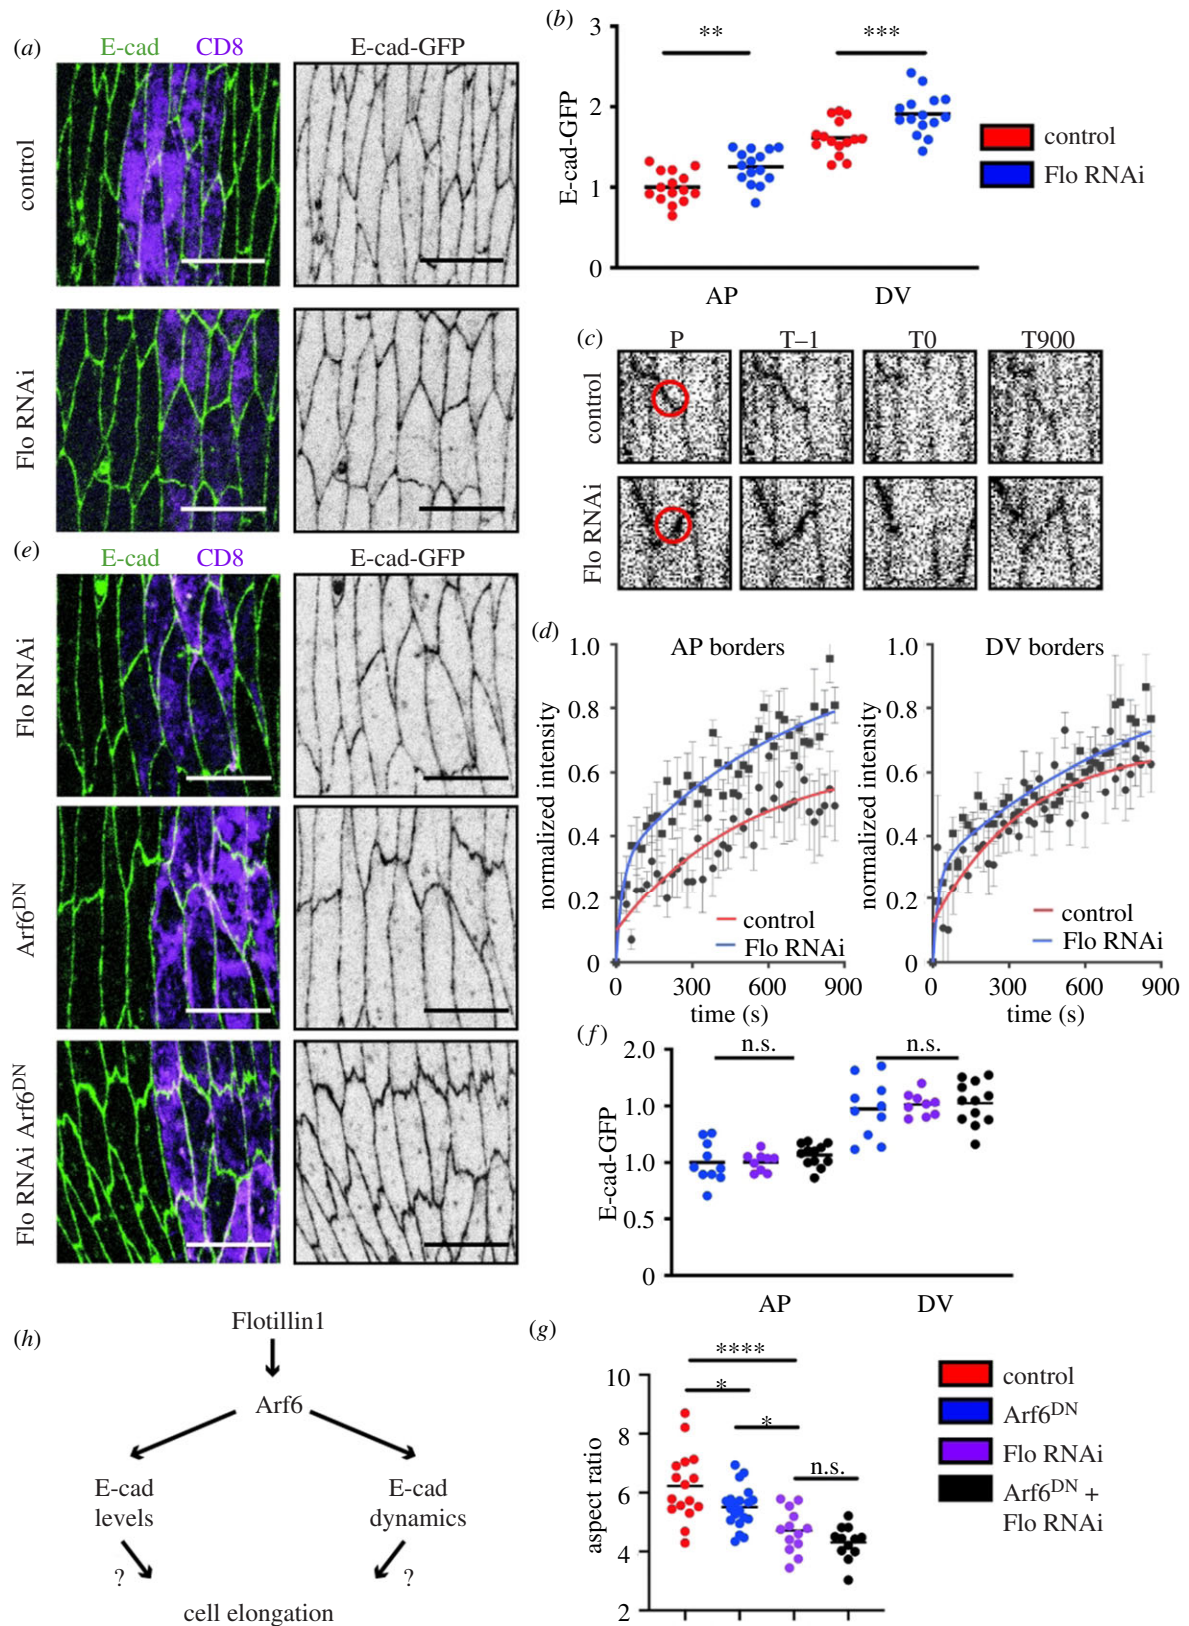 (a)
E-cad CD8 E-cad-GFP
control
Flo RNAi
(b)
E-cad-GFP
3
2
1
0
** ***
AP DV
control
Flo RNAi
(c)
P T–1 T0 T900
control
Flo RNAi
(d)
AP borders
normalized intensity
1.0
0.8
0.6
0.4
0.2
0
control
Flo RNAi
0 300 600 900
time (s)
DV borders
normalized intensity
1.0
0.8
0.6
0.4
0.2
0
control
Flo RNAi
0 300 600 900
time (s)
(e)
E-cad CD8 E-cad-GFP
Flo RNAi
Arf6DN
Flo RNAi Arf6DN
(f)
E-cad-GFP
2.0
1.0
1.0
0.5
0
n.s. n.s.
AP DV
(g)
aspect ratio
10
8
6
4
2
****
*
*
n.s.
control
Arf6DN
Flo RNAi
Arf6DN +
Flo RNAi
(h)
Flotillin1
Arf6
E-cad
levels
E-cad
dynamics
? ?
cell elongation